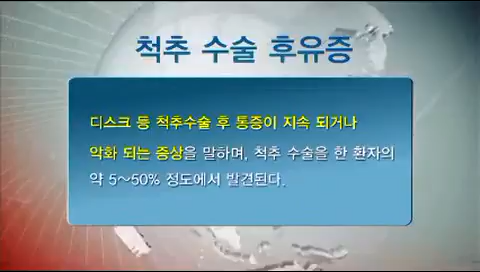 척추 수술 후유증
디스크 등 척추수술 후 통증이 지속 되거나
악화 되는 증상을 말하며, 척추 수술을 한 환자의
약 5~50% 정도에서 발견된다.